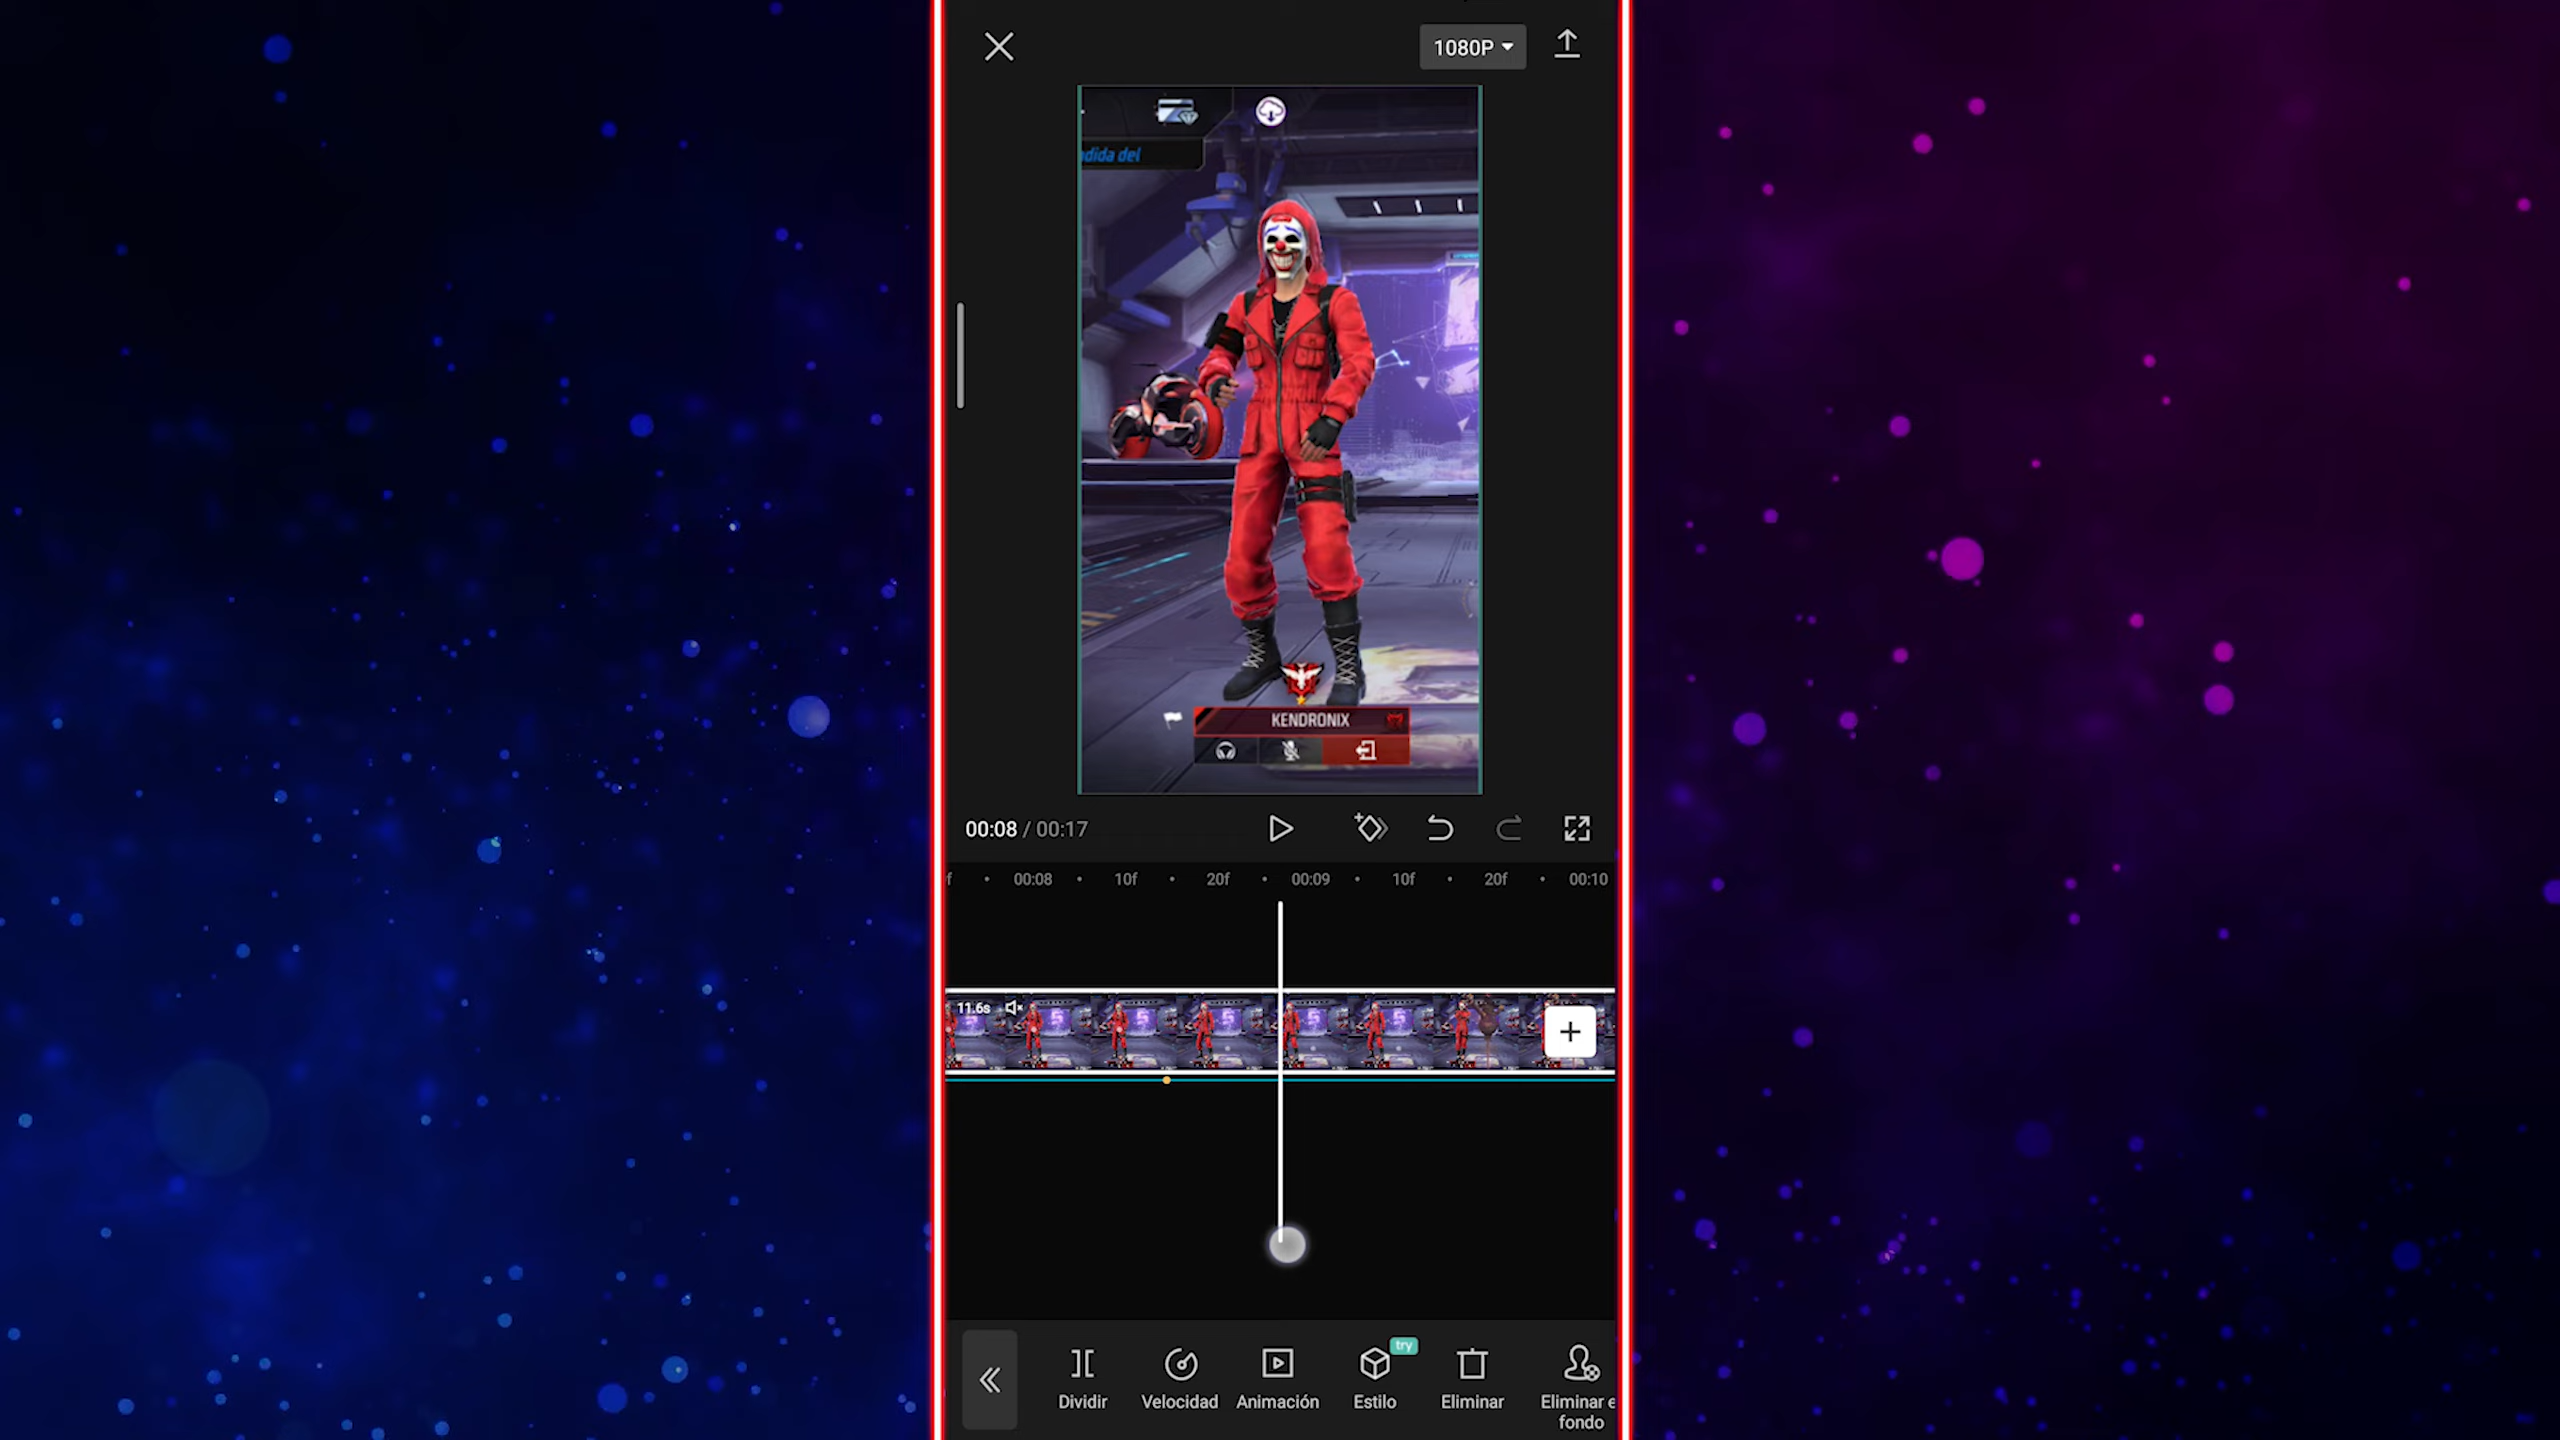 1080P
ndida del
KENDRONIX
00:08 / 00:17
f 00:08 10f 20f 00:09 10f 20f 00:10
11.6s
try
Dividir Velocidad Animación Estilo Eliminar Eliminar e
fondo